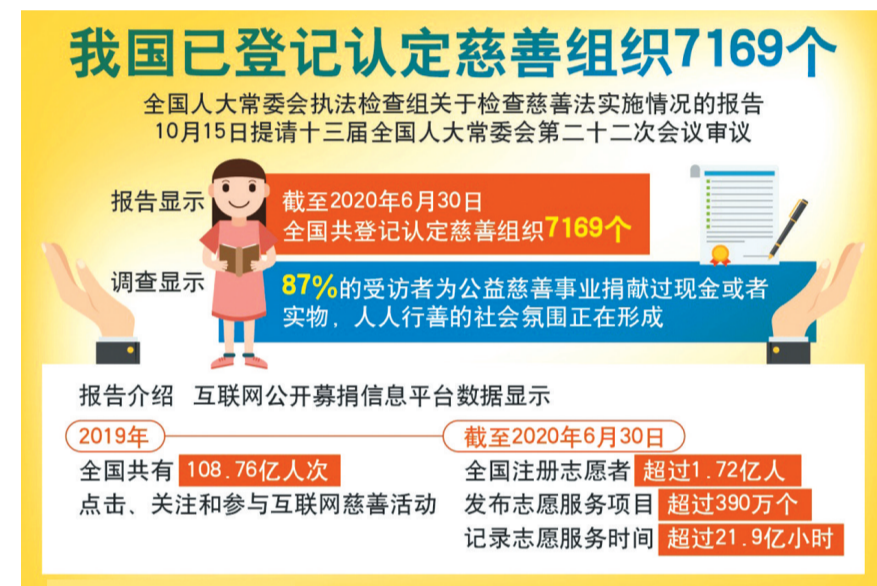 我国已登记认定慈善组织7169个
全国人大常委会执法检查组关于检查慈善法实施情况的报告
10月15日提请十三届全国人大常委会第二十二次会议审议
报告显示
截至2020年6月30日
全国共登记认定慈善组织7169个
调查显示
87%的受访者为公益慈善事业捐献过现金或者
实物，人人行善的社会氛围正在形成
报告介绍 互联网公开募捐信息平台数据显示
2019年
全国共有 108.76亿人次
点击、关注和参与互联网慈善活动
截至2020年6月30日
全国注册志愿者 超过1.72亿人
发布志愿服务项目 超过390万个
记录志愿服务时间 超过21.9亿小时